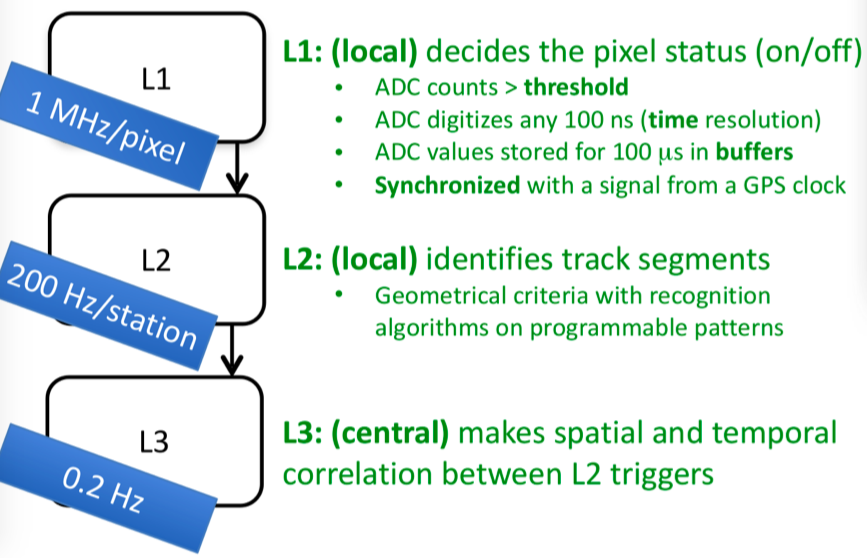 L1
1 MHz/pixel
L1: (local) decides the pixel status (on/off)
• ADC counts > threshold
• ADC digitizes any 100 ns (time resolution)
• ADC values stored for 100 μs in buffers
• Synchronized with a signal from a GPS clock
L2
200 Hz/station
L2: (local) identifies track segments
• Geometrical criteria with recognition
algorithms on programmable patterns
L3
0.2 Hz
L3: (central) makes spatial and temporal
correlation between L2 triggers